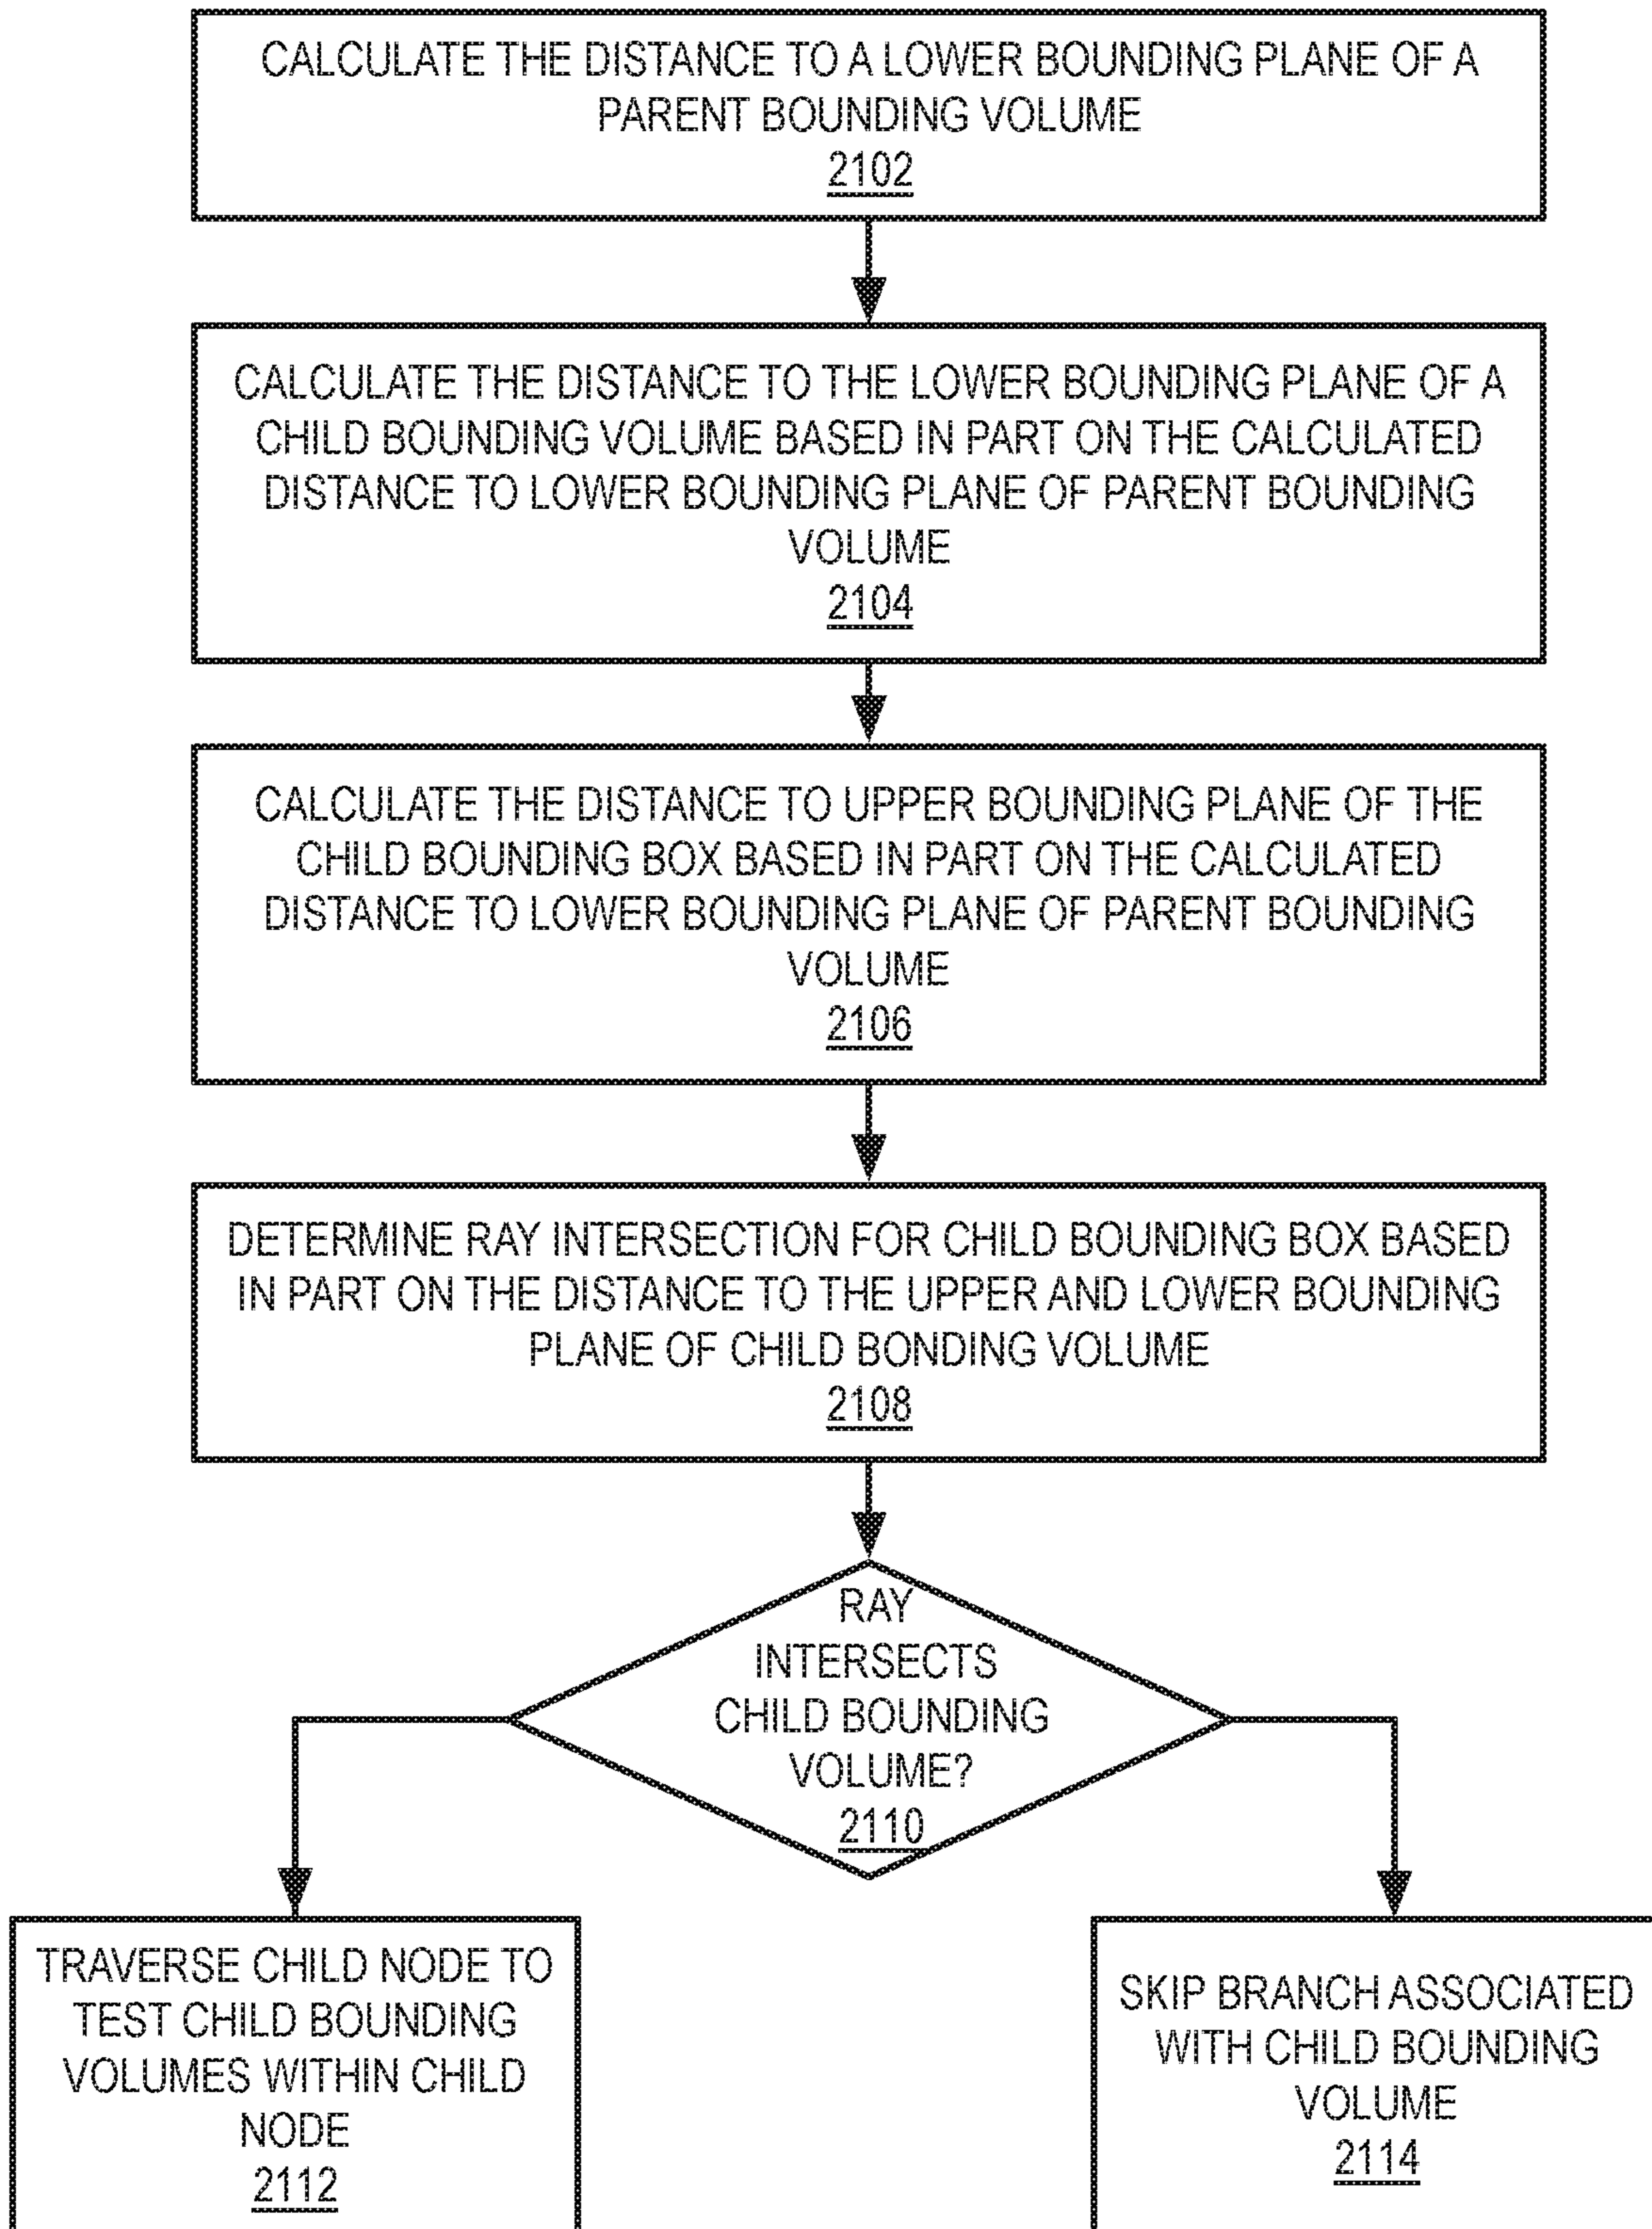 CALCULATE THE DISTANCE TO A LOWER BOUNDING PLANE OF A
PARENT BOUNDING VOLUME
2102
CALCULATE THE DISTANCE TO THE LOWER BOUNDING PLANE OF A
CHILD BOUNDING VOLUME BASED IN PART ON THE CALCULATED
DISTANCE TO LOWER BOUNDING PLANE OF PARENT BOUNDING
VOLUME
2104
CALCULATE THE DISTANCE TO UPPER BOUNDING PLANE OF THE
CHILD BOUNDING BOX BASED IN PART ON THE CALCULATED
DISTANCE TO LOWER BOUNDING PLANE OF PARENT BOUNDING
VOLUME
2106
DETERMINE RAY INTERSECTION FOR CHILD BOUNDING BOX BASED
IN PART ON THE DISTANCE TO THE UPPER AND LOWER BOUNDING
PLANE OF CHILD BONDING VOLUME
2108
RAY
INTERSECTS
CHILD BOUNDING
VOLUME?
2110
TRAVERSE CHILD NODE TO
TEST CHILD BOUNDING
VOLUMES WITHIN CHILD
NODE
2112
SKIP BRANCH ASSOCIATED
WITH CHILD BOUNDING
VOLUME
2114